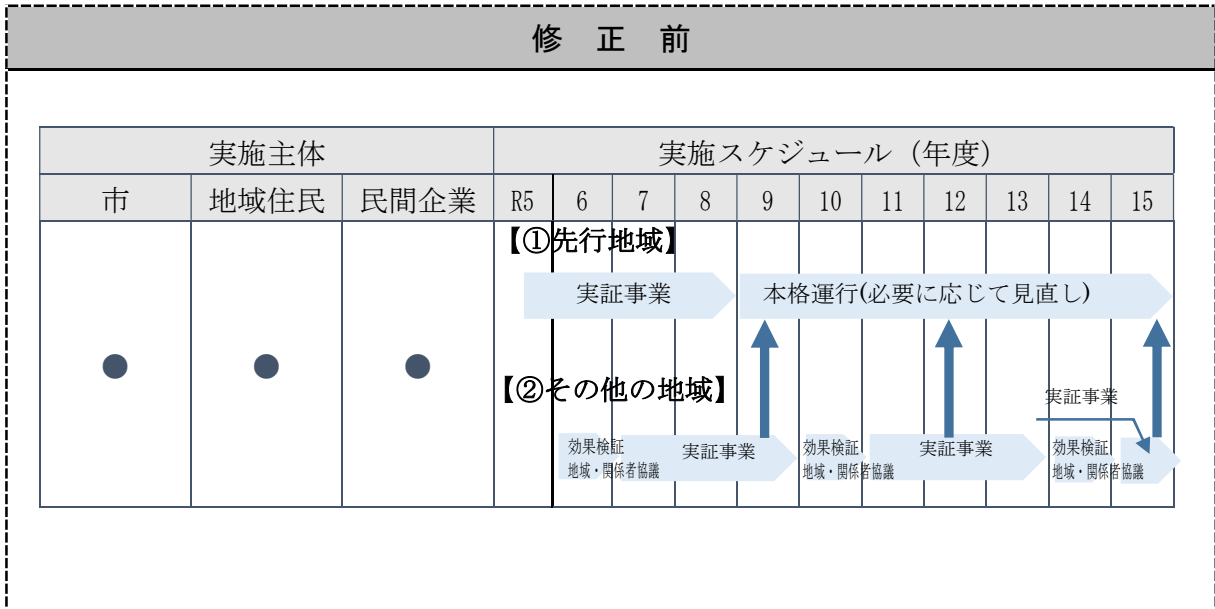 修 正 前
実施主体 実施スケジュール（年度）
市 地域住民 民間企業 R5 6 7 8 9 10 11 12 13 14 15
【①先行地域】
実証事業 本格運行(必要に応じて見直し)
● ● ●
【②その他の地域】
実証事業
効果検証 実証事業 効果検証 実証事業 効果検証
地域・関係者協議 地域・関係者協議 地域・関係者協議